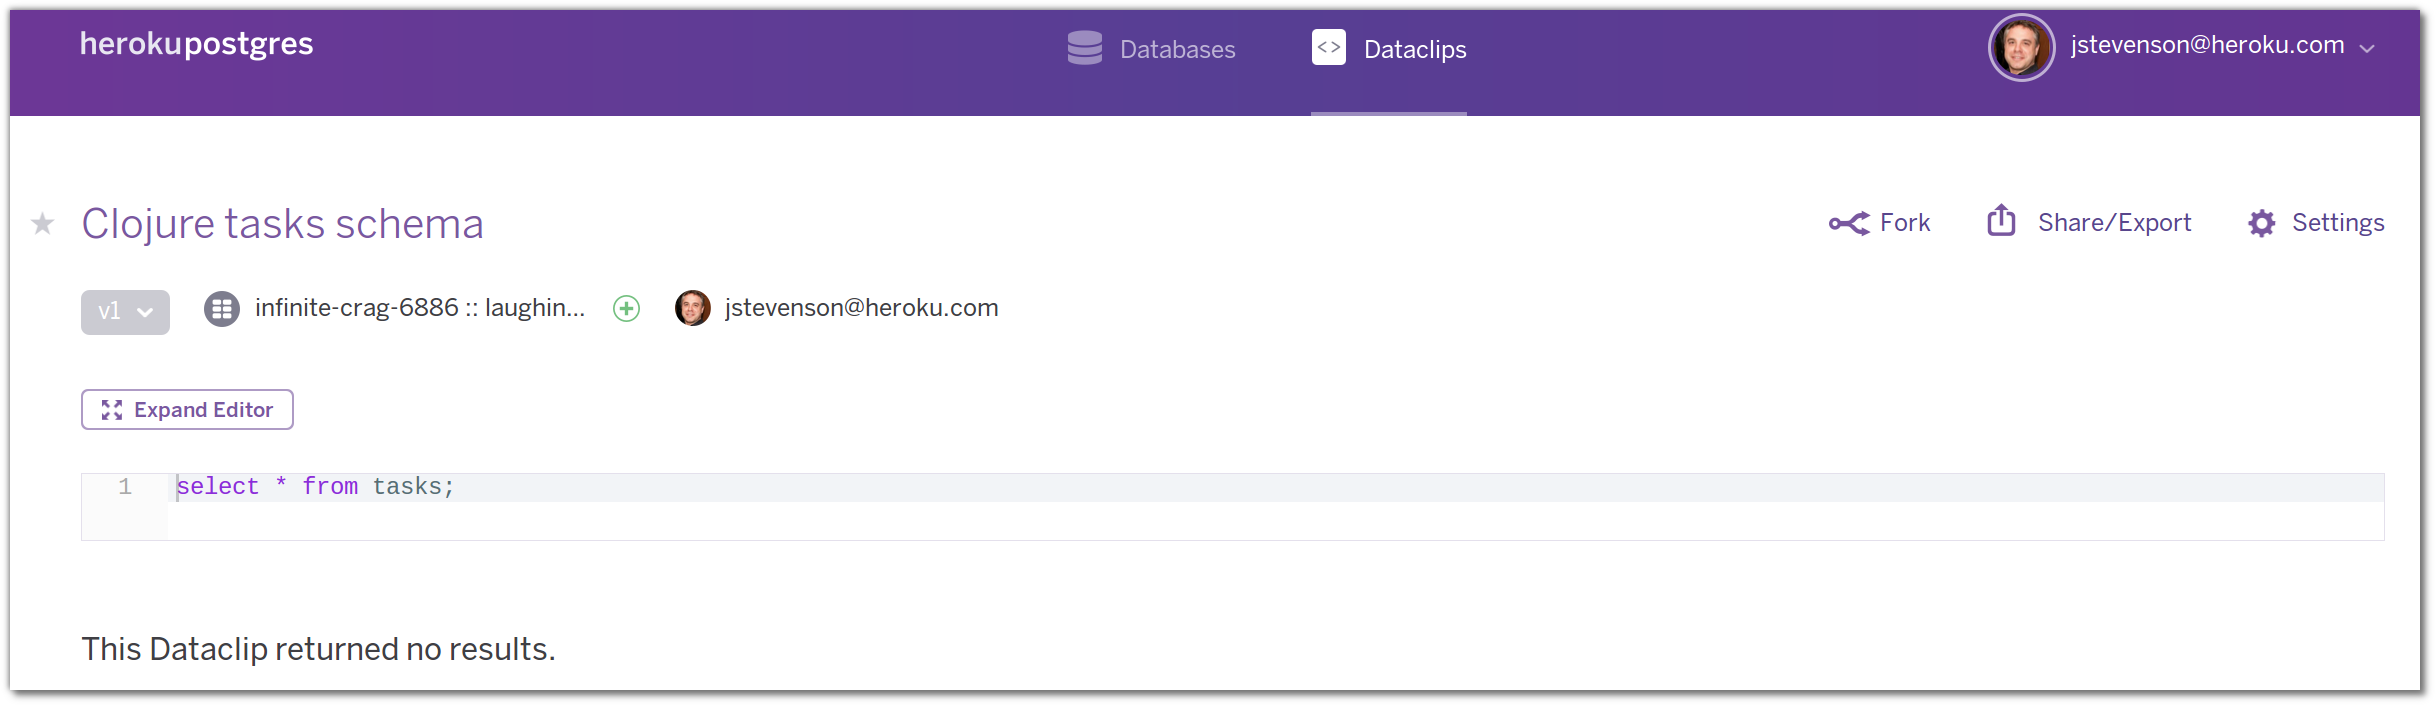 herokupostgres
Databases
Dataclips
jstevenson@heroku.com
Clojure tasks schema
Fork
Share/Export
Settings
v1
infinite-crag-6886 :: laughin...
jstevenson@heroku.com
Expand Editor
1 select * from tasks;
This Dataclip returned no results.